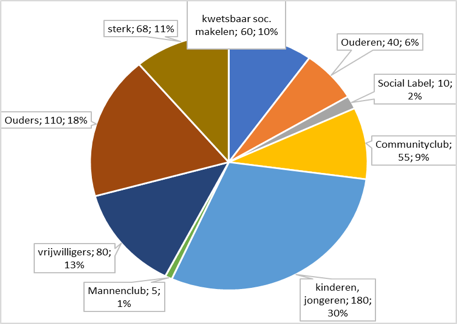 kwetsbaar soc.
makelen; 60; 10%
Ouderen; 40; 6%
Social Label; 10;
2%
Communityclub;
55; 9%
kinderen,
jongeren; 180;
30%
Mannenclub; 5;
1%
vrijwilligers; 80;
13%
Ouders; 110; 18%
sterk; 68; 11%